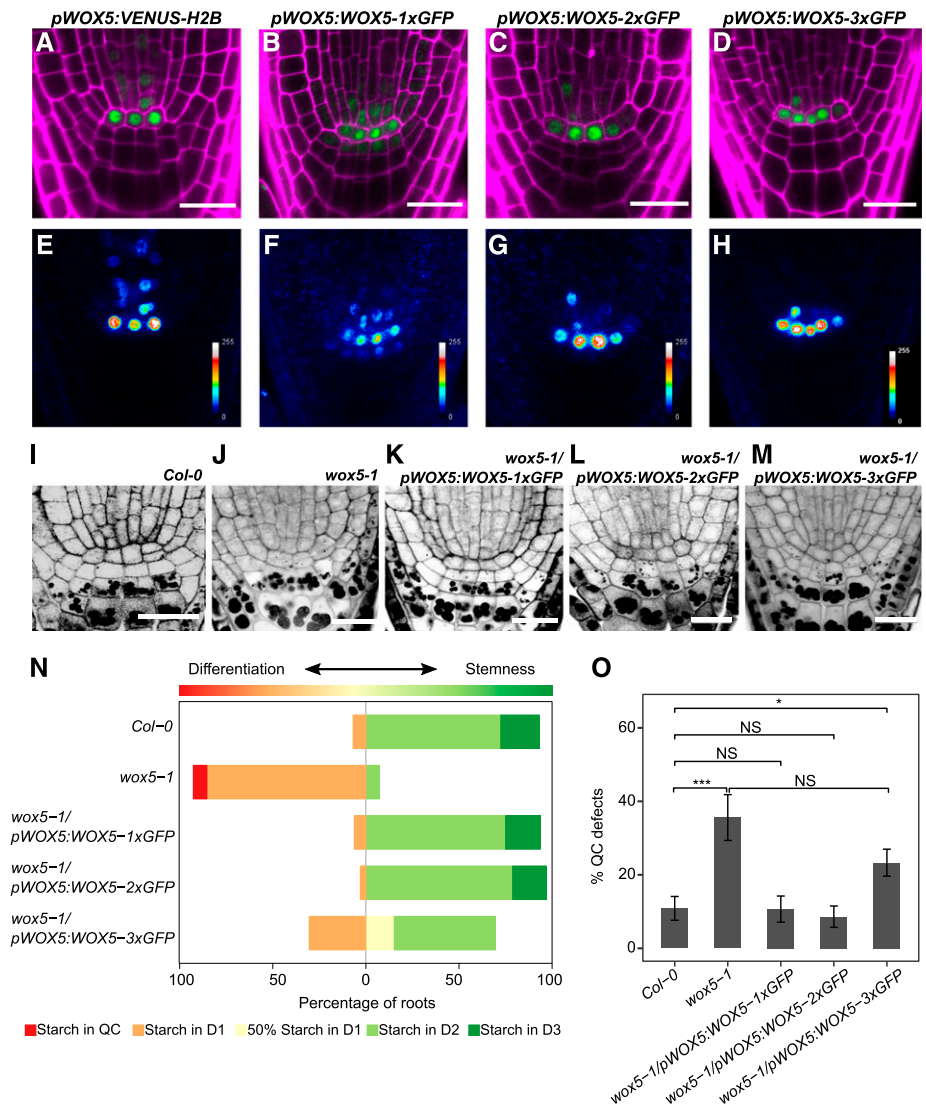 pWOX5:VENUS-H2B
pWOX5:WOX5-1xGFP
pWOX5:WOX5-2xGFP
pWOX5:WOX5-3xGFP
A
B
C
D
E
255
0
F
255
0
G
255
0
H
255
0
I
Col-0
J
wox5-1
K
wox5-1/
pWOX5:WOX5-1xGFP
L
wox5-1/
pWOX5:WOX5-2xGFP
M
wox5-1/
pWOX5:WOX5-3xGFP
N
Differentiation
Stemness
Col−0
wox5−1
wox5−1/
pWOX5:WOX5−1xGFP
wox5−1/
pWOX5:WOX5−2xGFP
wox5−1/
pWOX5:WOX5−3xGFP
100 50 0 50 100
Percentage of roots
Starch in QC
Starch in D1
50% Starch in D1
Starch in D2
Starch in D3
O
% QC defects
60
40
20
0
*
NS
NS
***
NS
Col−0
wox5−1
wox5−1/pWOX5:WOX5−1xGFP
wox5−1/pWOX5:WOX5−2xGFP
wox5−1/pWOX5:WOX5−3xGFP